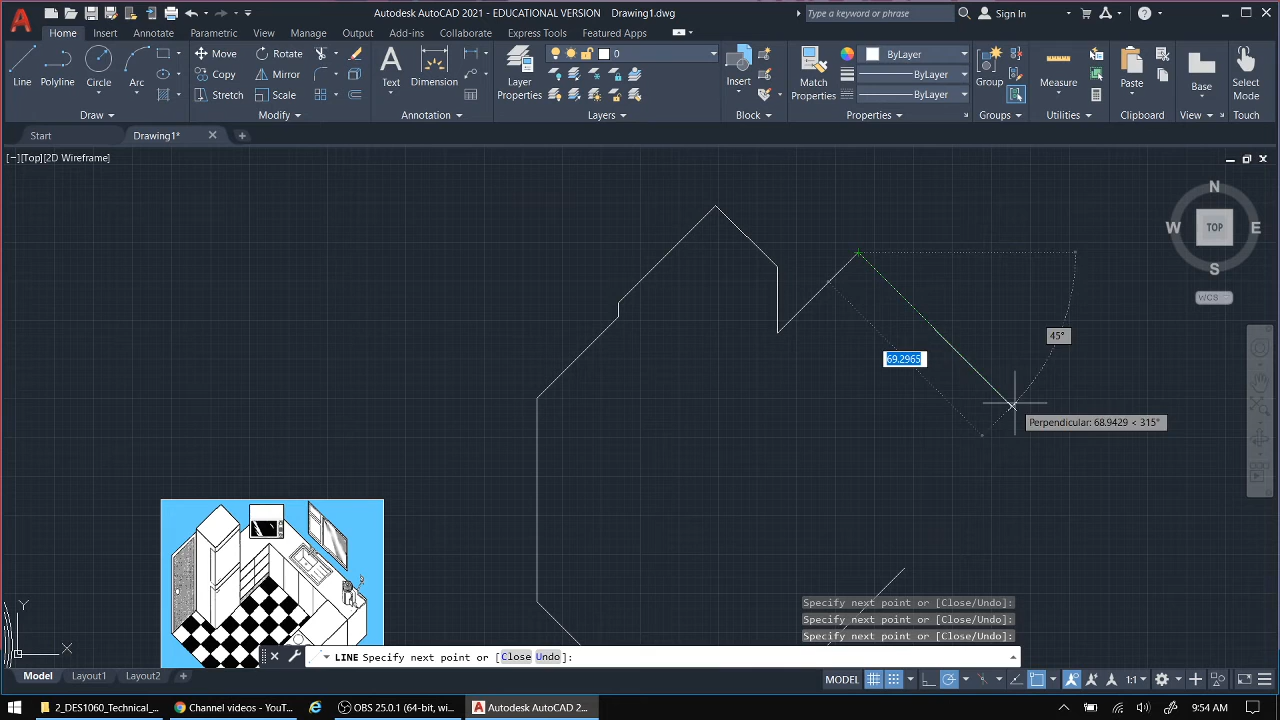 Autodesk AutoCAD 2021 - EDUCATIONAL VERSION Drawing1.dwg Type a keyword or phrase Sign In
Home Insert Annotate Parametric View Manage Output Add-ins Collaborate Express Tools Featured Apps
Line Polyline Circle Arc
Move Rotate
Copy Mirror
Stretch Scale
Text Dimension
Layer Properties
0
Insert
Match Properties
ByLayer
ByLayer
ByLayer
Group
Measure
Paste
Base
Select Mode
Draw Modify Annotation Layers Block Properties Groups Utilities Clipboard View Touch
Start Drawing1*
[−][Top][2D Wireframe]
N
W TOP E
S
WCS
45°
69.2965
Perpendicular: 68.9429 < 315°
Y
X
Specify next point or [Close/Undo]:
Specify next point or [Close/Undo]:
Specify next point or [Close/Undo]:
LINE Specify next point or [Close Undo]:
Model Layout1 Layout2
MODEL 1:1
2_DES1060_Technical_... Channel videos - You... OBS 25.0.1 (64-bit, wi... Autodesk AutoCAD 2... 9:54 AM